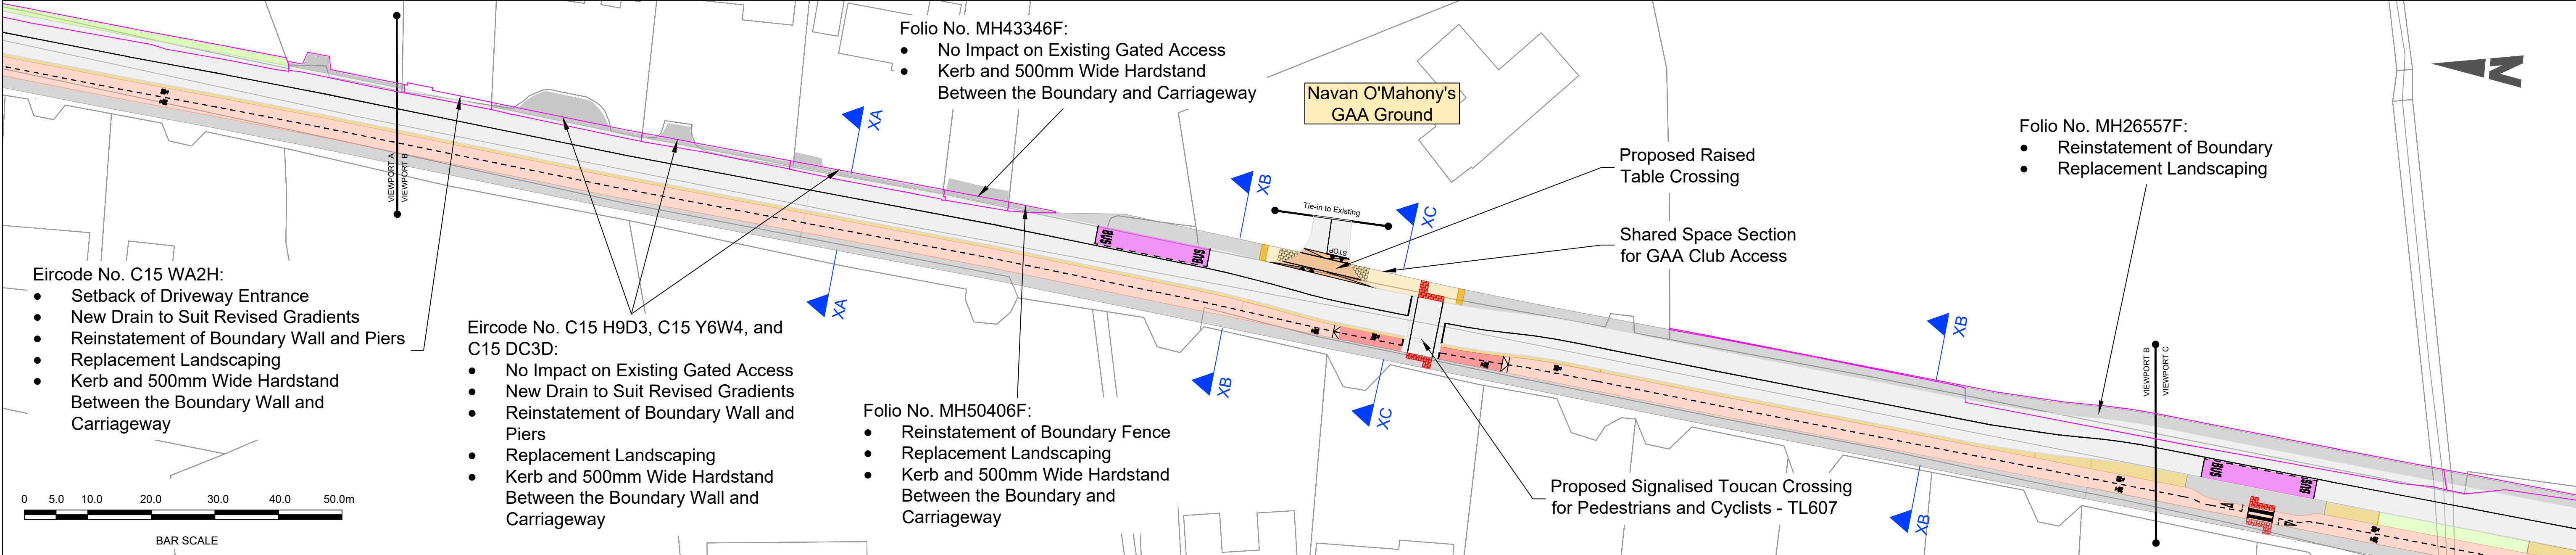 Folio No. MH43346F:
● No Impact on Existing Gated Access
● Kerb and 500mm Wide Hardstand
Between the Boundary and Carriageway
Navan O'Mahony's
GAA Ground
N
Folio No. MH26557F:
● Reinstatement of Boundary
● Replacement Landscaping
Proposed Raised
Table Crossing
Shared Space Section
for GAA Club Access
Tie-in to Existing
STOP
VIEWPORT A
VIEWPORT B
XA
XA
XB
XB
XC
XC
XB
XB
BUS
BUS
BUS
BUS
VIEWPORT B
VIEWPORT C
Eircode No. C15 WA2H:
● Setback of Driveway Entrance
● New Drain to Suit Revised Gradients
● Reinstatement of Boundary Wall and Piers
● Replacement Landscaping
● Kerb and 500mm Wide Hardstand
Between the Boundary Wall and
Carriageway
Eircode No. C15 H9D3, C15 Y6W4, and
C15 DC3D:
● No Impact on Existing Gated Access
● New Drain to Suit Revised Gradients
● Reinstatement of Boundary Wall and
Piers
● Replacement Landscaping
● Kerb and 500mm Wide Hardstand
Between the Boundary Wall and
Carriageway
Folio No. MH50406F:
● Reinstatement of Boundary Fence
● Replacement Landscaping
● Kerb and 500mm Wide Hardstand
Between the Boundary and
Carriageway
Proposed Signalised Toucan Crossing
for Pedestrians and Cyclists - TL607
0 5.0 10.0 20.0 30.0 40.0 50.0m
BAR SCALE